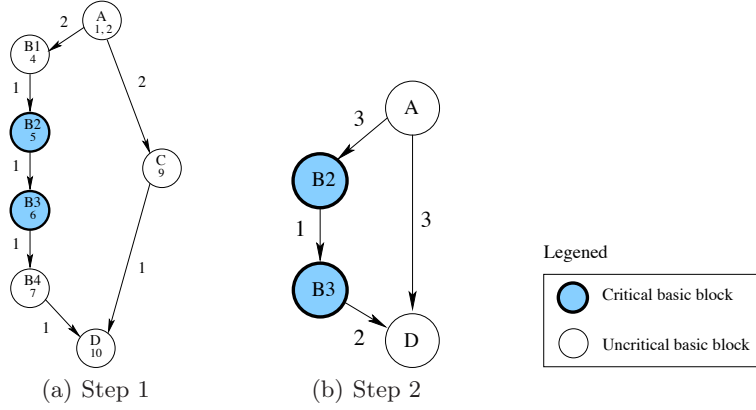 A
1, 2
2
B1
4
2
1
B2
5
1
C
9
B3
6
1
1
B4
7
1
D
10
(a) Step 1
A
3
B2
1
3
B3
2
D
(b) Step 2
Legened
Critical basic block
Uncritical basic block